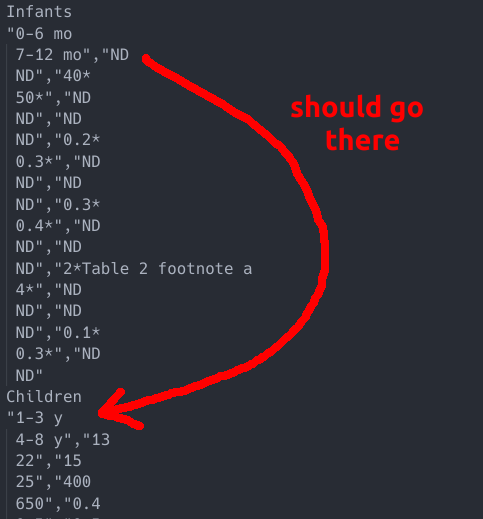 Infants
"0-6 mo
7-12 mo","ND
ND","40*
50*","ND
ND","ND
ND","0.2*
0.3*","ND
ND","ND
ND","0.3*
0.4*","ND
ND","ND
ND","2*Table 2 footnote a
4*","ND
ND","ND
ND","0.1*
0.3*","ND
ND"
Children
"1-3 y
4-8 y","13
22","15
25","400
650","0.4
should go
there